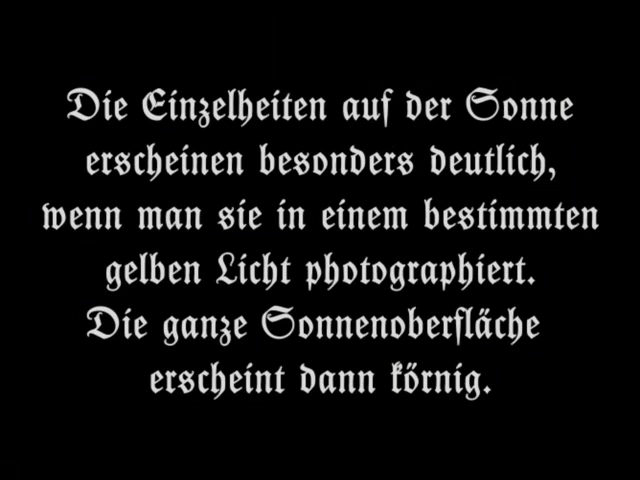 Die Einzelheiten auf der Sonne
erscheinen besonders deutlich,
wenn man sie in einem bestimmten
gelben Licht photographiert.
Die ganze Sonnenoberfläche
erscheint dann körnig.